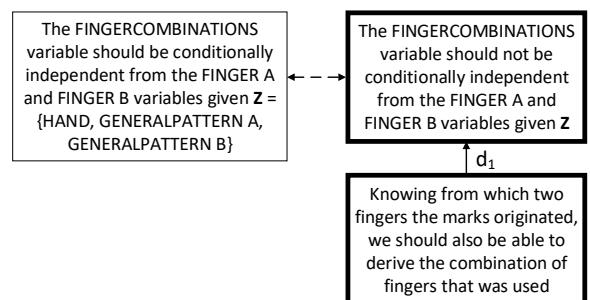 The FINGERCOMBINATIONS
variable should be conditionally
independent from the FINGER A
and FINGER B variables given Z =
{HAND, GENERALPATTERN A,
GENERALPATTERN B}
The FINGERCOMBINATIONS
variable should not be
conditionally independent
from the FINGER A and
FINGER B variables given Z
d₁
Knowing from which two
fingers the marks originated,
we should also be able to
derive the combination of
fingers that was used